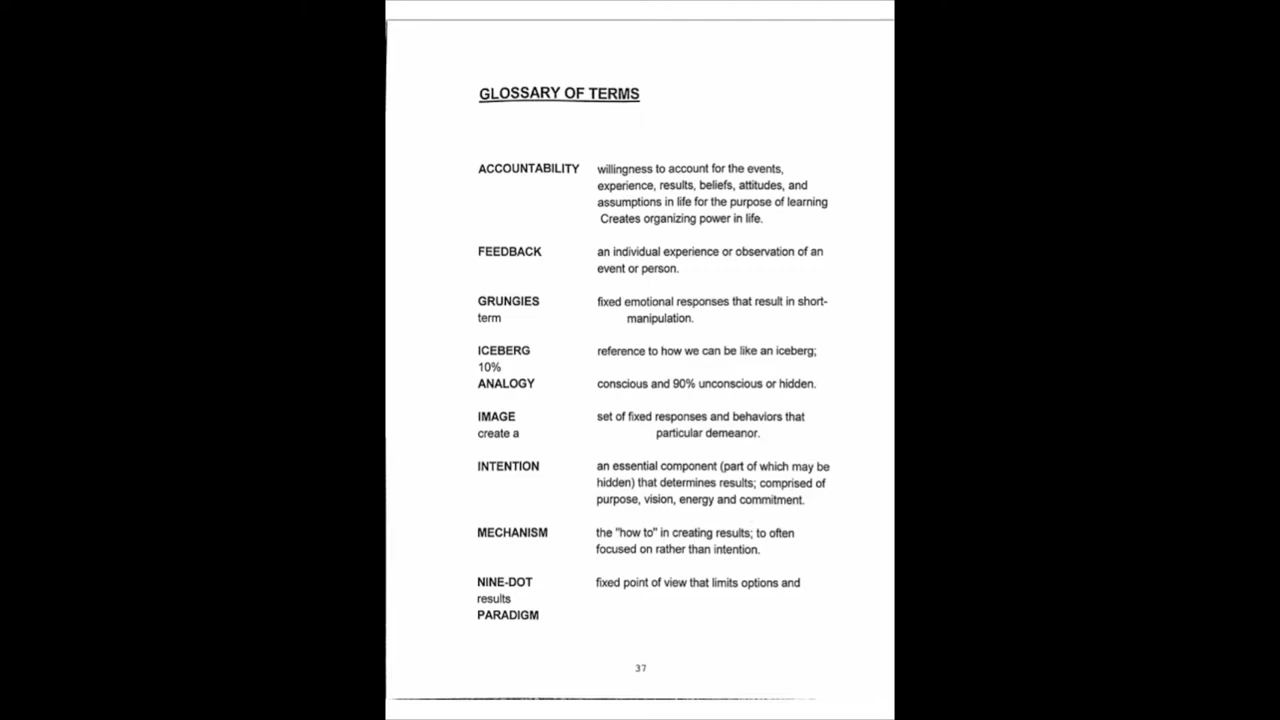 GLOSSARY OF TERMS
ACCOUNTABILITY willingness to account for the events,
experience, results, beliefs, attitudes, and
assumptions in life for the purpose of learning
Creates organizing power in life.
FEEDBACK an individual experience or observation of an
event or person.
GRUNGIES fixed emotional responses that result in short-
term manipulation.
ICEBERG reference to how we can be like an iceberg;
10%
ANALOGY conscious and 90% unconscious or hidden.
IMAGE set of fixed responses and behaviors that
create a particular demeanor.
INTENTION an essential component (part of which may be
hidden) that determines results; comprised of
purpose, vision, energy and commitment.
MECHANISM the "how to" in creating results; to often
focused on rather than intention.
NINE-DOT fixed point of view that limits options and
results
PARADIGM
37